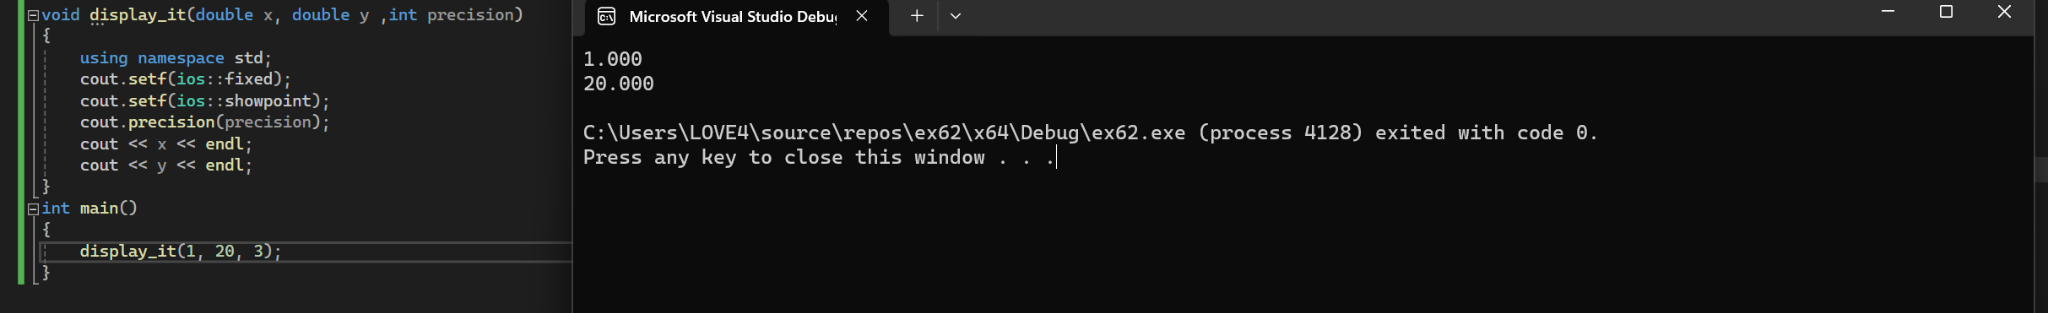 void display_it(double x, double y ,int precision)
{
using namespace std;
cout.setf(ios::fixed);
cout.setf(ios::showpoint);
cout.precision(precision);
cout << x << endl;
cout << y << endl;
}
int main()
{
display_it(1, 20, 3);
}
Microsoft Visual Studio Debu
1.000
20.000
C:\Users\LOVE4\source\repos\ex62\x64\Debug\ex62.exe (process 4128) exited with code 0.
Press any key to close this window . . .